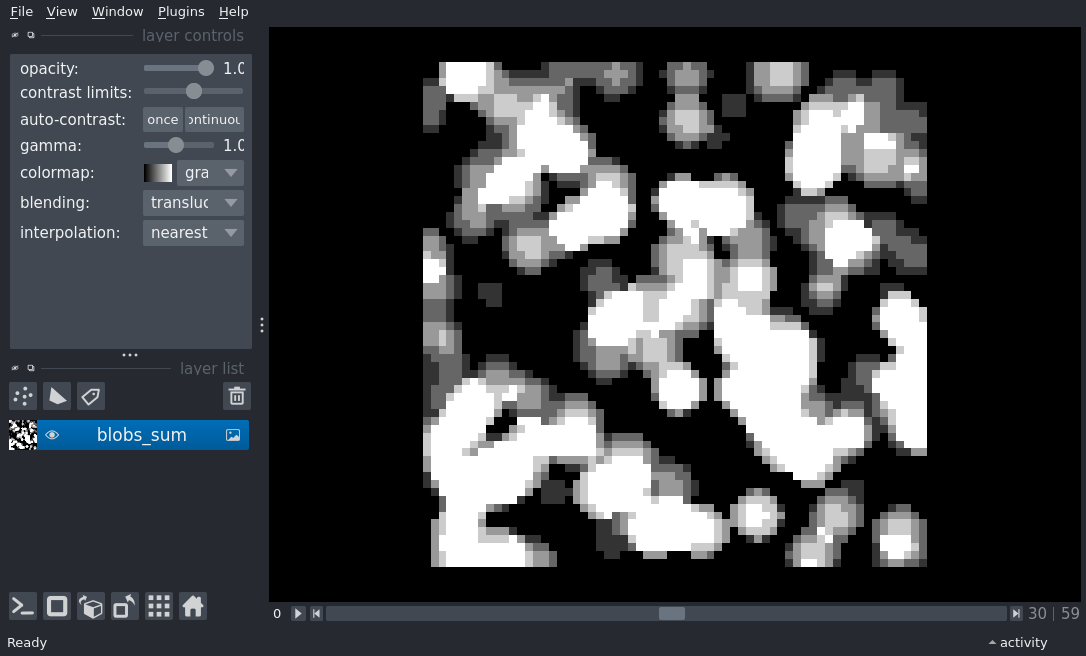 File View Window Plugins Help
layer controls
opacity: 1.0
contrast limits:
auto-contrast: once ontinuou
gamma: 1.0
colormap: gra
blending: transluc
interpolation: nearest
layer list
blobs_sum
0 30 | 59
Ready activity